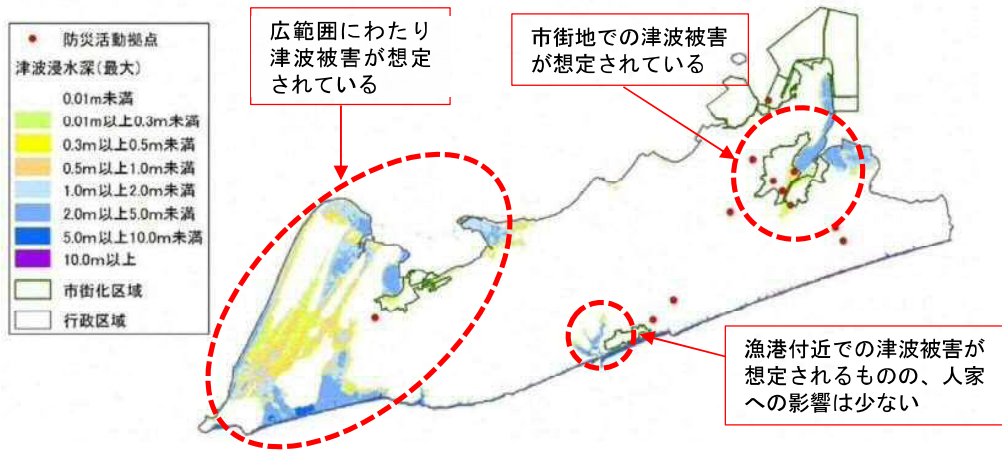 防災活動拠点
津波浸水深(最大)
0.01m未満
0.01m以上0.3m未満
0.3m以上0.5m未満
0.5m以上1.0m未満
1.0m以上2.0m未満
2.0m以上5.0m未満
5.0m以上10.0m未満
10.0m以上
市街化区域
行政区域
広範囲にわたり
津波被害が想定
されている
市街地での津波被害
が想定されている
漁港付近での津波被害が
想定されるものの、人家
への影響は少ない